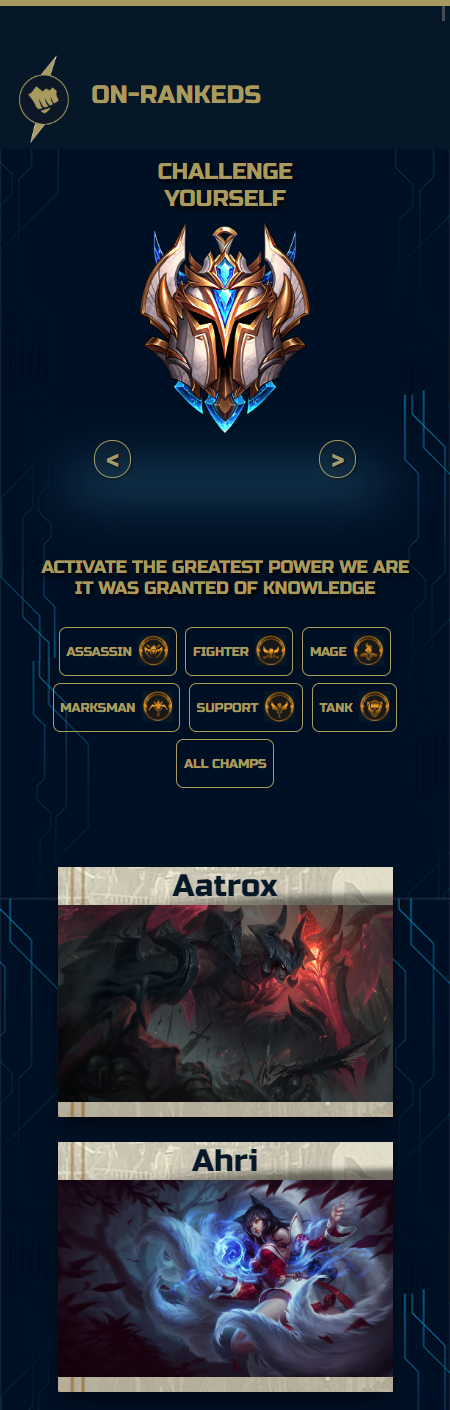 ON-RANKEDS
CHALLENGE
YOURSELF
<
>
ACTIVATE THE GREATEST POWER WE ARE
IT WAS GRANTED OF KNOWLEDGE
ASSASSIN
FIGHTER
MAGE
MARKSMAN
SUPPORT
TANK
ALL CHAMPS
Aatrox
Ahri